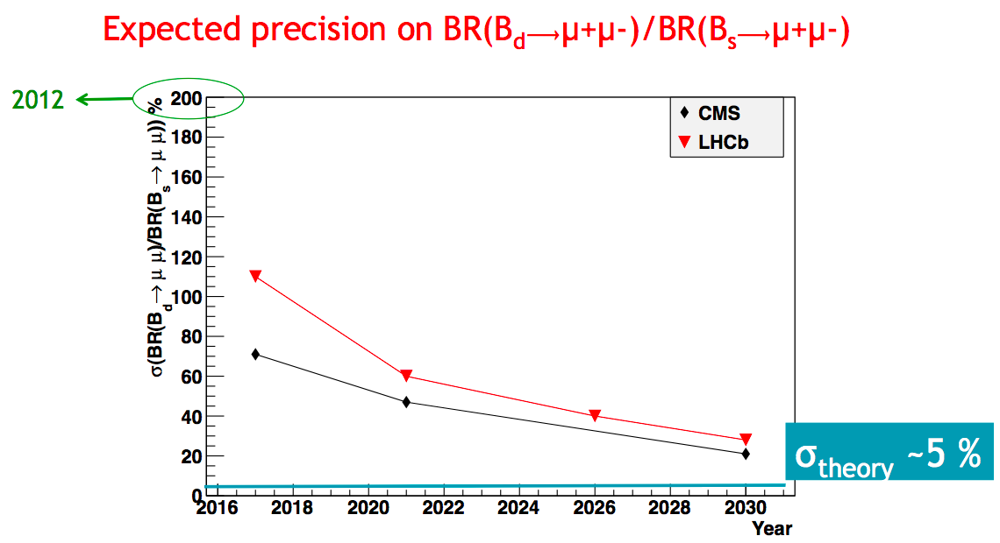 Expected precision on BR(Bd→μ+μ-)/BR(Bs→μ+μ-)
2012
σ(BR(Bd→μ μ)/BR(Bs→μ μ)) %
200
180
160
140
120
100
80
60
40
20
0
CMS
LHCb
σtheory ~5 %
2016 2018 2020 2022 2024 2026 2028 2030
Year